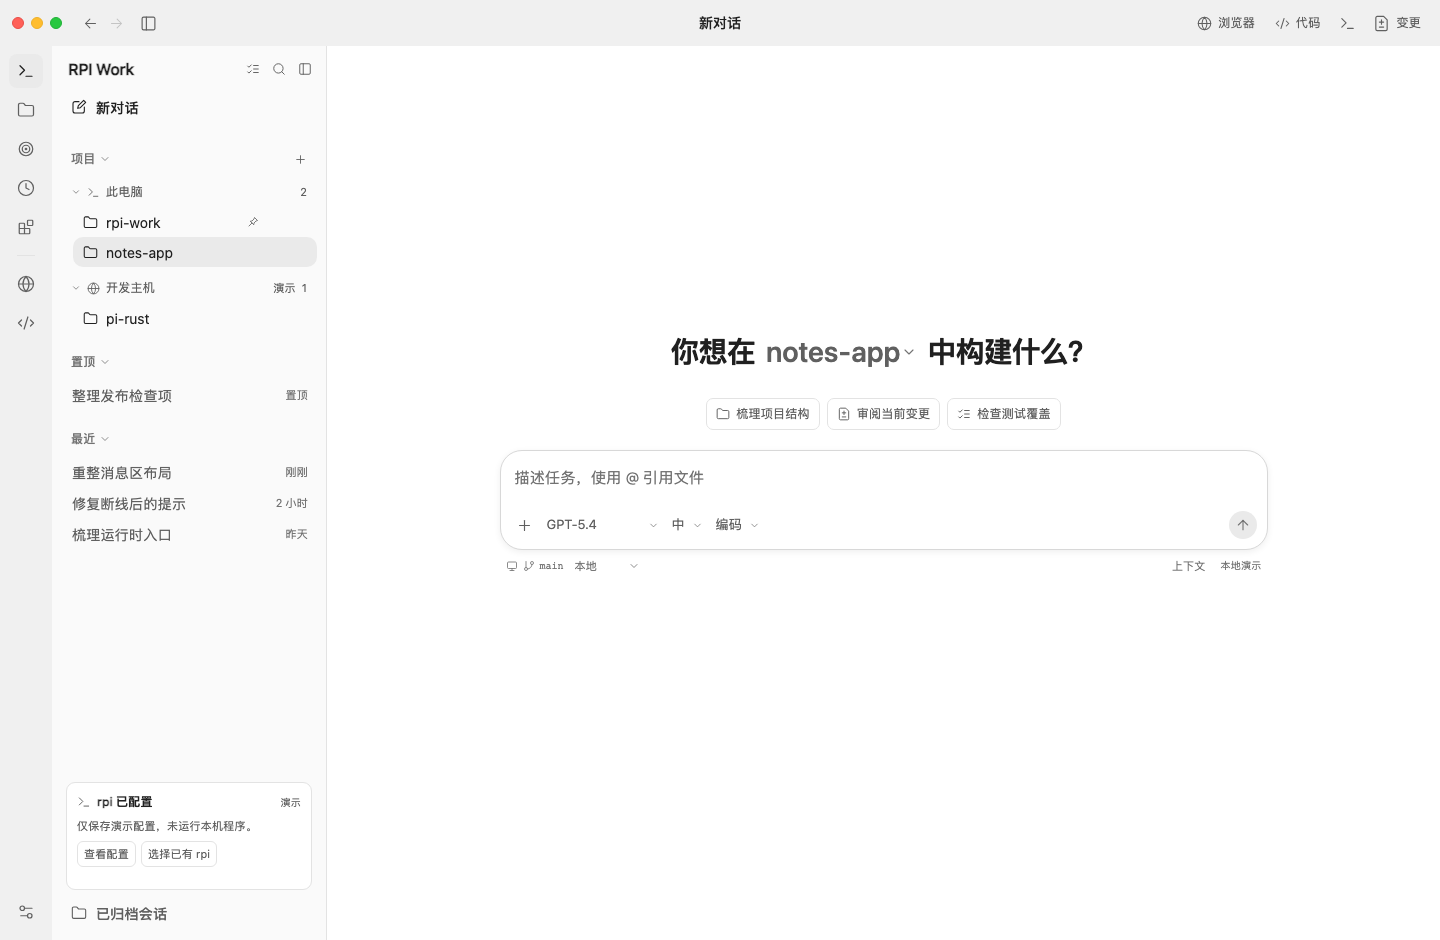 新对话
浏览器
代码
变更
RPI Work
新对话
项目
此电脑 2
rpi-work
notes-app
开发主机 演示 1
pi-rust
置顶
整理发布检查项 置顶
最近
重整消息区布局 刚刚
修复断线后的提示 2 小时
梳理运行时入口 昨天
rpi 已配置 演示
仅保存演示配置，未运行本机程序。
查看配置 选择已有 rpi
已归档会话
你想在 notes-app 中构建什么?
梳理项目结构 审阅当前变更 检查测试覆盖
描述任务，使用 @ 引用文件
GPT-5.4 中 编码
main 本地 上下文 本地演示